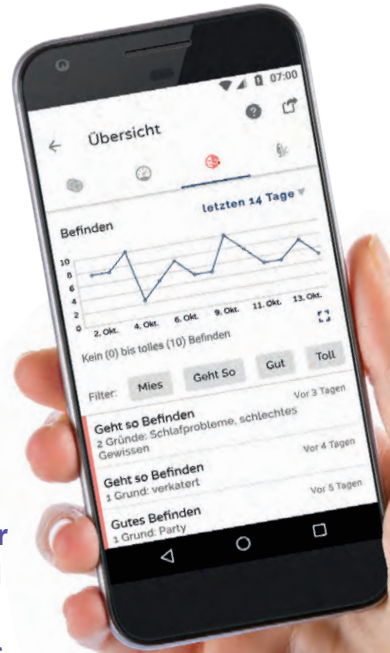 07:00
Übersicht
Befinden
letzten 14 Tage
10
8
6
4
2
0
2. Okt. 4. Okt. 6. Okt. 9. Okt. 11. Okt. 13. Okt.
Kein (0) bis tolles (10) Befinden
Filter: Mies Geht So Gut Toll
Geht so Befinden
Vor 3 Tagen
2 Gründe: Schlafprobleme, schlechtes
Gewissen
Geht so Befinden
Vor 4 Tagen
1 Grund: verkatert
Gutes Befinden
Vor 5 Tagen
1 Grund: Party
r